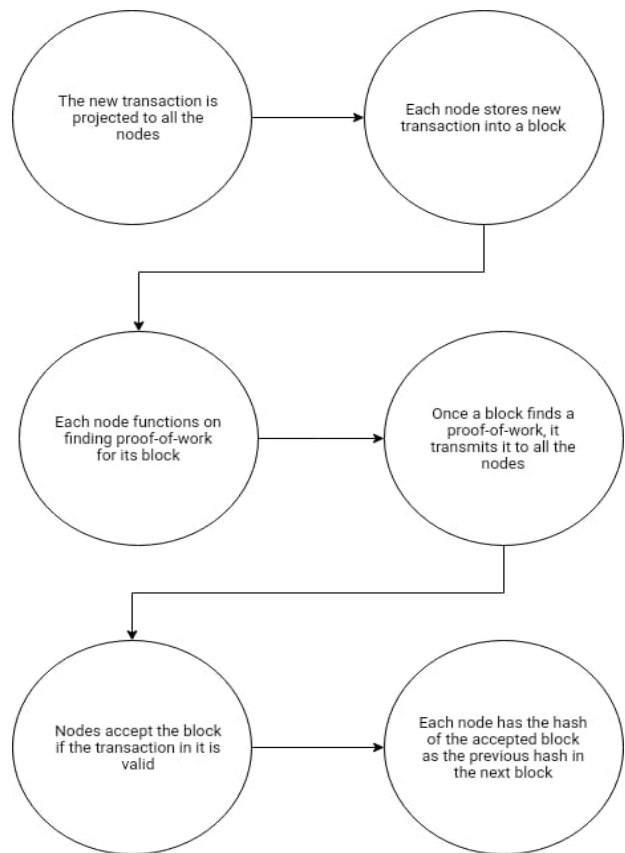 The new transaction is
projected to all the
nodes
Each node stores new
transaction into a block
Each node functions on
finding proof-of-work
for its block
Once a block finds a
proof-of-work, it
transmits it to all the
nodes
Nodes accept the block
if the transaction in it is
valid
Each node has the hash
of the accepted block
as the previous hash in
the next block